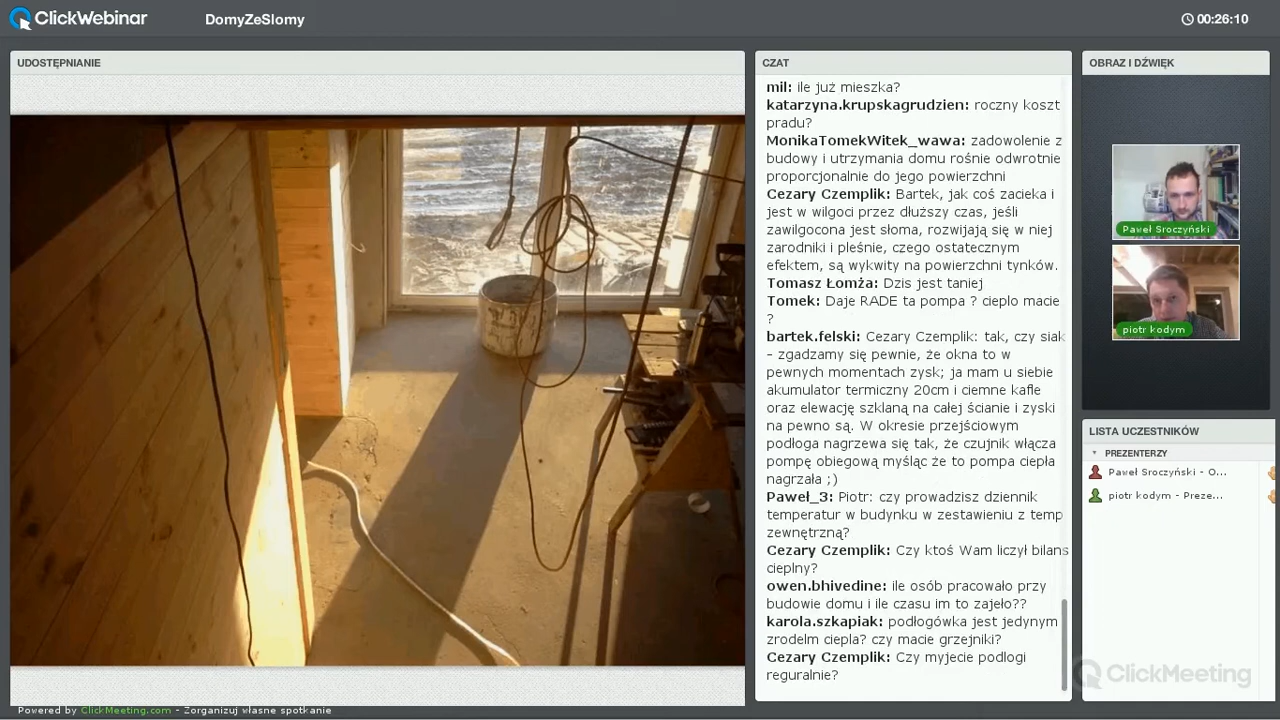 ClickWebinar
DomyZeSlomy
00:26:10
UDOSTĘPNIANIE
CZAT
mil: ile już mieszka?
katarzyna.krupskagrudzien: roczny koszt
pradu?
MonikaTomekWitek_wawa: zadowolenie z
budowy i utrzymania domu rośnie odwrotnie
proporcjonalnie do jego powierzchni
Cezary Czemplik: Bartek, jak coś zacieka i
jest w wilgoci przez dłuższy czas, jeśli
zawilgocona jest słoma, rozwijają się w niej
zarodniki i pleśnie, czego ostatecznym
efektem, są wykwity na powierzchni tynków.
Tomasz Łomża: Dzis jest taniej
Tomek: Daje RADE ta pompa ? cieplo macie
?
bartek.felski: Cezary Czemplik: tak, czy siak
- zgadzamy się pewnie, że okna to w
pewnych momentach zysk; ja mam u siebie
akumulator termiczny 20cm i ciemne kafle
oraz elewację szklaną na całej ścianie i zyski
na pewno są. W okresie przejściowym
podłoga nagrzewa się tak, że czujnik włącza
pompę obiegową myśląc że to pompa ciepła
nagrzała ;)
Paweł_3: Piotr: czy prowadzisz dziennik
temperatur w budynku w zestawieniu z temp
zewnętrzną?
Cezary Czemplik: Czy ktoś Wam liczył bilans
cieplny?
owen.bhivedine: ile osób pracowało przy
budowie domu i ile czasu im to zajeło??
karola.szkapiak: podłogówka jest jedynym
zrodelm ciepla? czy macie grzejniki?
Cezary Czemplik: Czy myjecie podlogi
reguralnie?
OBRAZ I DŹWIĘK
Paweł Sroczyński
piotr kodym
LISTA UCZESTNIKÓW
PREZENTERZY
Paweł Sroczyński - O...
piotr kodym - Preze...
ClickMeeting
Powered by ClickMeeting.com - Zorganizuj własne spotkanie